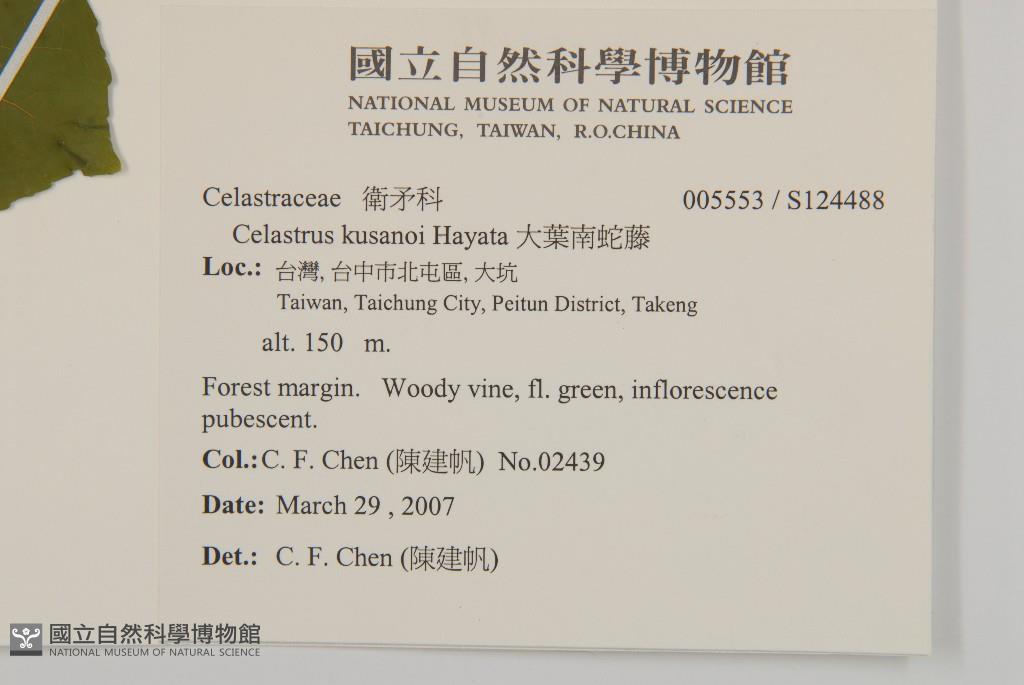 國立自然科學博物館
NATIONAL MUSEUM OF NATURAL SCIENCE
TAICHUNG, TAIWAN, R.O.CHINA
Celastraceae 衛矛科 005553 / S124488
Celastrus kusanoi Hayata 大葉南蛇藤
Loc.: 台灣, 台中市北屯區, 大坑
Taiwan, Taichung City, Peitun District, Takeng
alt. 150 m.
Forest margin. Woody vine, fl. green, inflorescence
pubescent.
Col.: C. F. Chen (陳建帆) No.02439
Date: March 29 , 2007
Det.: C. F. Chen (陳建帆)
國立自然科學博物館
NATIONAL MUSEUM OF NATURAL SCIENCE